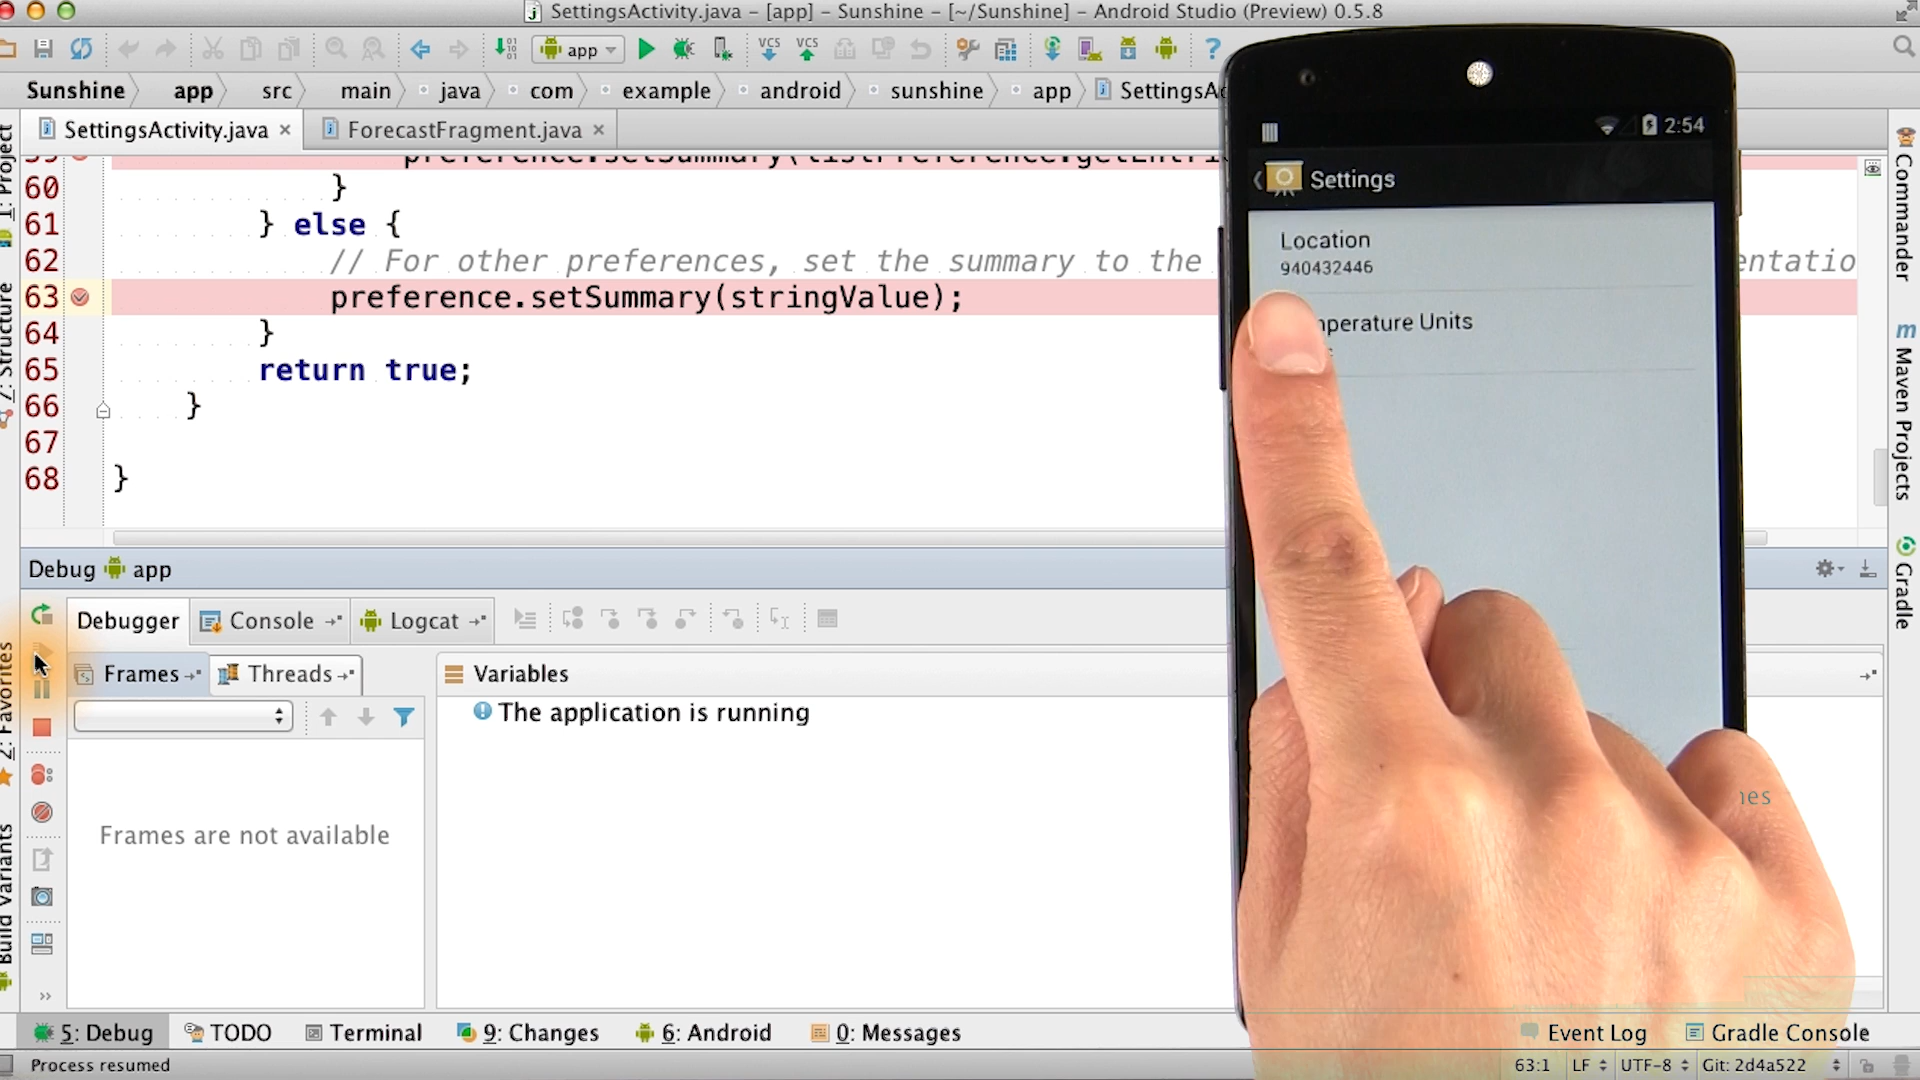 SettingsActivity.java - [app] - Sunshine - [~/Sunshine] - Android Studio (Preview) 0.5.8
app
VCS VCS
?
Sunshine app src main java com example android sunshine app
SettingsActivity.java ForecastFragment.java
60 }
61 } else {
62 // For other preferences, set the summary to the
63 preference.setSummary(stringValue);
64 }
65 return true;
66 }
67
68 }
Debug app
Debugger Console Logcat
Frames Threads
Variables
The application is running
Frames are not available
1: Project
7: Structure
2: Favorites
Build Variants
Commander
Maven Projects
Gradle
2:54
Settings
Location
940432446
Units
5: Debug TODO Terminal 9: Changes 6: Android 0: Messages Event Log Gradle Console
Process resumed 63:1 LF UTF-8 Git: 2d4a522